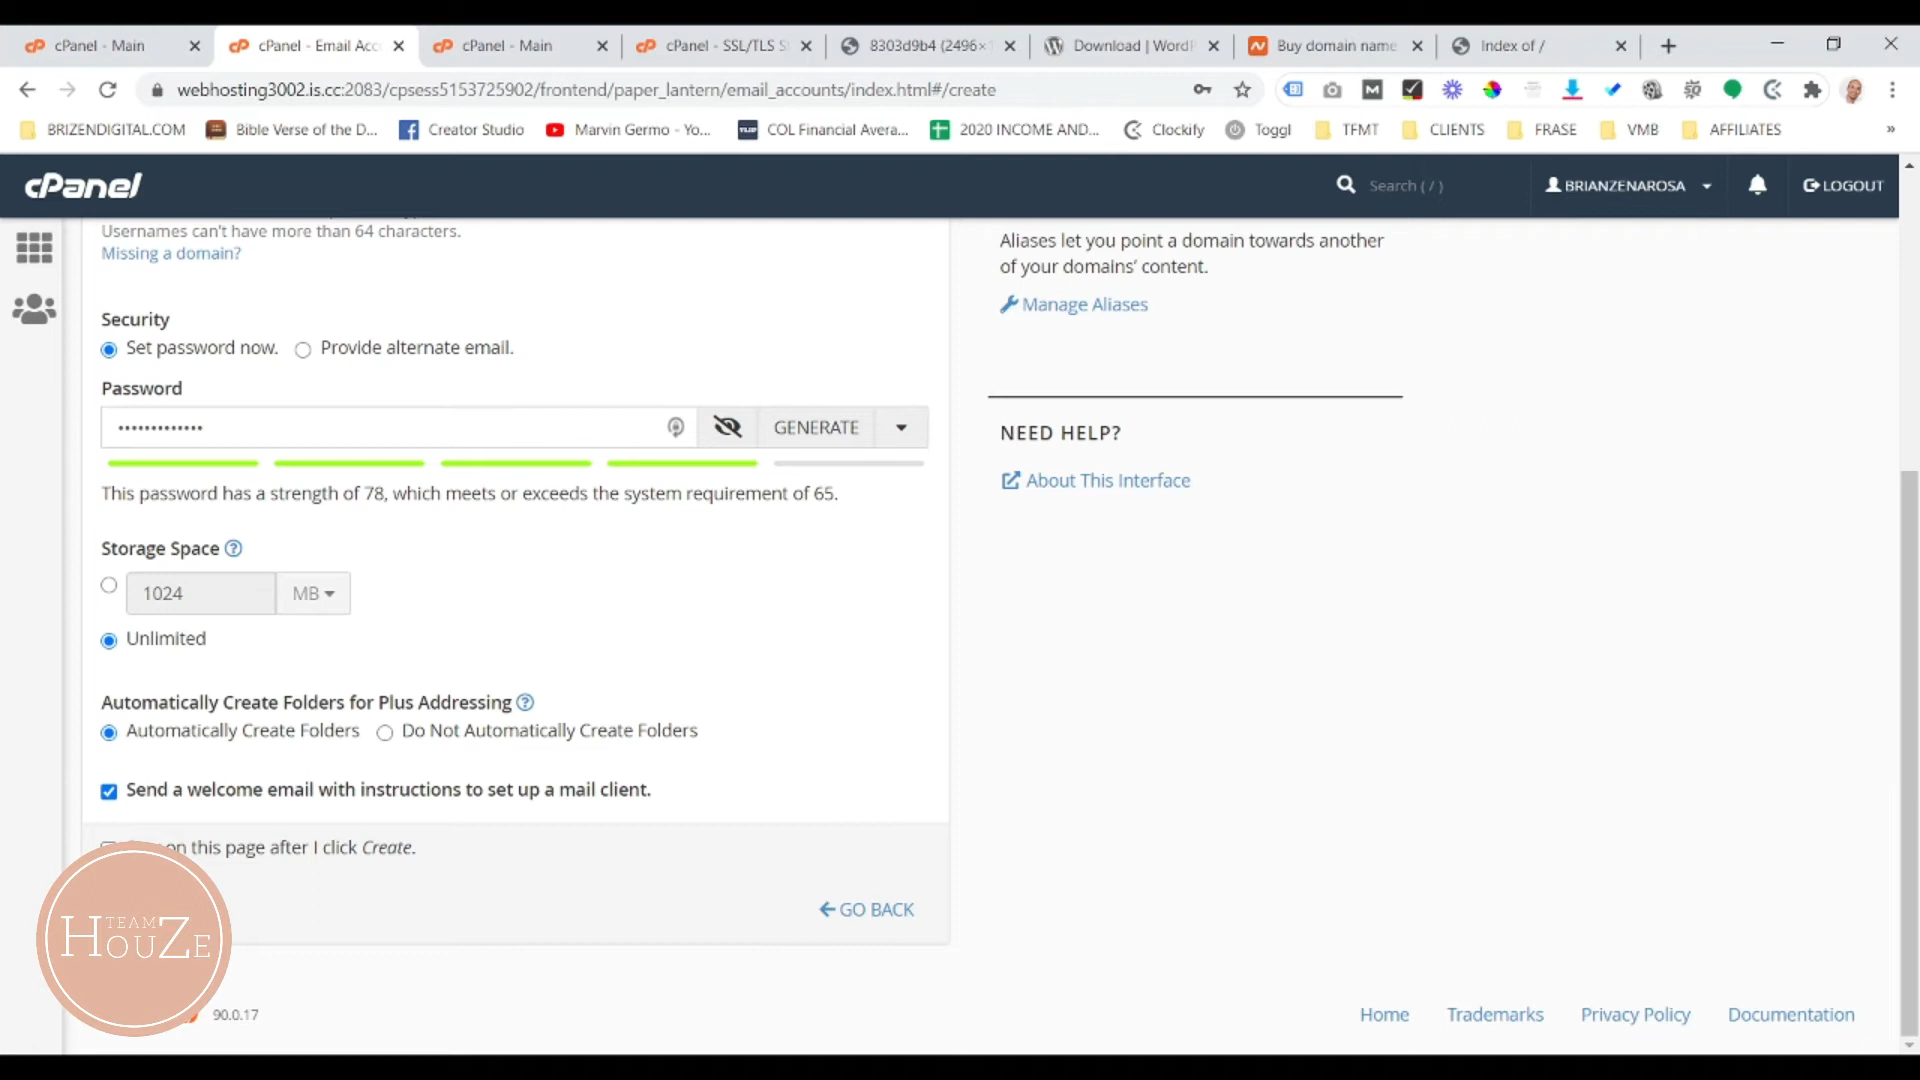 cPanel - Main
cPanel - Email Acc
cPanel - Main
cPanel - SSL/TLS S
8303d9b4 (2496×1
Download | WordP
Buy domain name
Index of /
webhosting3002.is.cc:2083/cpsess5153725902/frontend/paper_lantern/email_accounts/index.html#/create
BRIZENDIGITAL.COM
Bible Verse of the D...
Creator Studio
Marvin Germo - Yo...
COL Financial Avera...
2020 INCOME AND...
Clockify
Toggl
TFMT
CLIENTS
FRASE
VMB
AFFILIATES
»
cPanel
Search ( / )
BRIANZENAROSA
LOGOUT
Usernames can't have more than 64 characters.
Missing a domain?
Security
Set password now.
Provide alternate email.
Password
•••••••••••••
GENERATE
This password has a strength of 78, which meets or exceeds the system requirement of 65.
Storage Space
1024
MB
Unlimited
Automatically Create Folders for Plus Addressing
Automatically Create Folders
Do Not Automatically Create Folders
Send a welcome email with instructions to set up a mail client.
on this page after I click Create.
GO BACK
Aliases let you point a domain towards another
of your domains' content.
Manage Aliases
NEED HELP?
About This Interface
TEAM
HOUZE
90.0.17
Home
Trademarks
Privacy Policy
Documentation